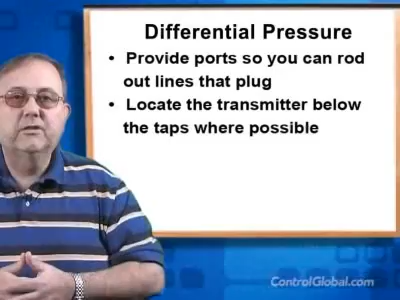 Differential Pressure
• Provide ports so you can rod
out lines that plug
• Locate the transmitter below
the taps where possible
ControlGlobal.com